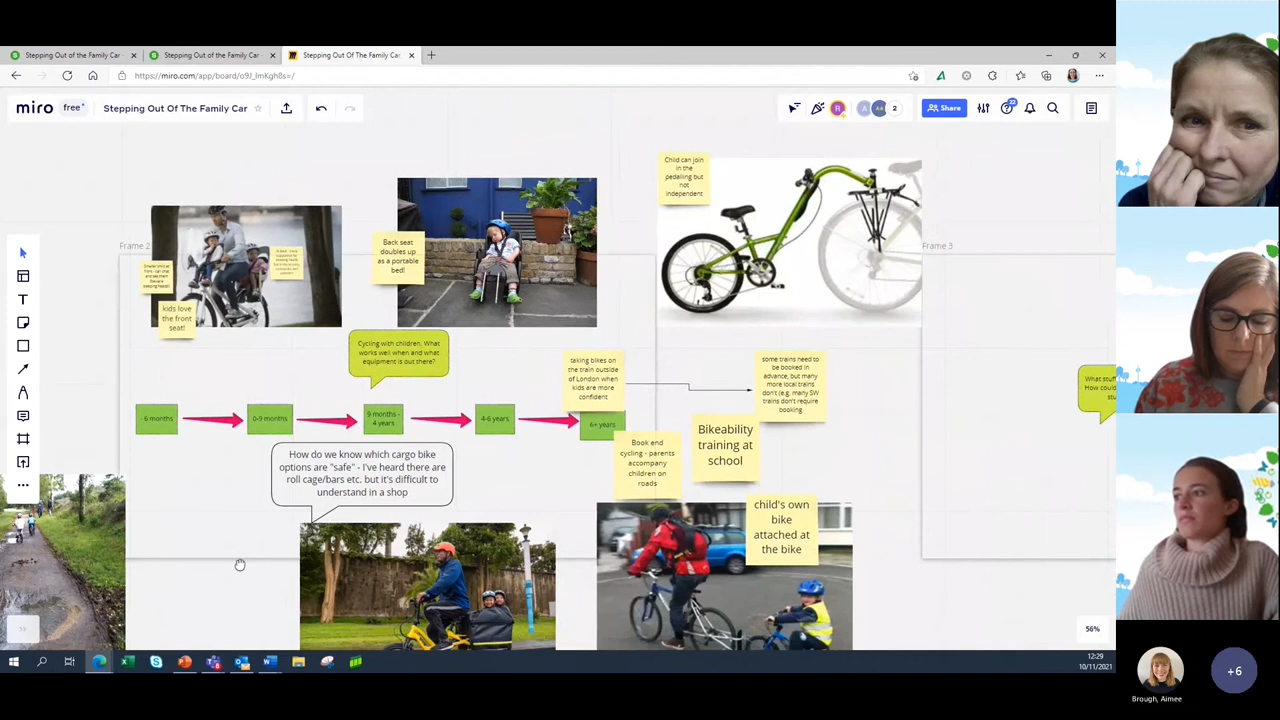 Stepping Out of the Family Car
Stepping Out of the Family Car
Stepping Out Of The Family Car
https://miro.com/app/board/o9J_lmKgh8s=/
miro
free
Stepping Out Of The Family Car
R
A
AA
2
Share
22
Child can join
in the
pedalling but
not
independent
Frame 2
Frame 3
Back seat
doubles up
as a portable
bed!
kids love
the front
seat!
Cycling with children. What
works well when and what
equipment is out there?
taking bikes on
the train outside
of London when
kids are more
confident
some trains need to
be booked in
advance, but many
more local trains
don't (e.g. many SW
trains don't require
booking
What stuff
How could
stu
6 months
0-9 months
9 months -
4 years
4-6 years
6+ years
Bikeability
training at
school
Book end
cycling - parents
accompany
children on
roads
How do we know which cargo bike
options are "safe" - I've heard there are
roll cage/bars etc. but it's difficult to
understand in a shop
child's own
bike
attached at
the bike
56%
12:29
10/11/2021
Brough, Aimee
+6